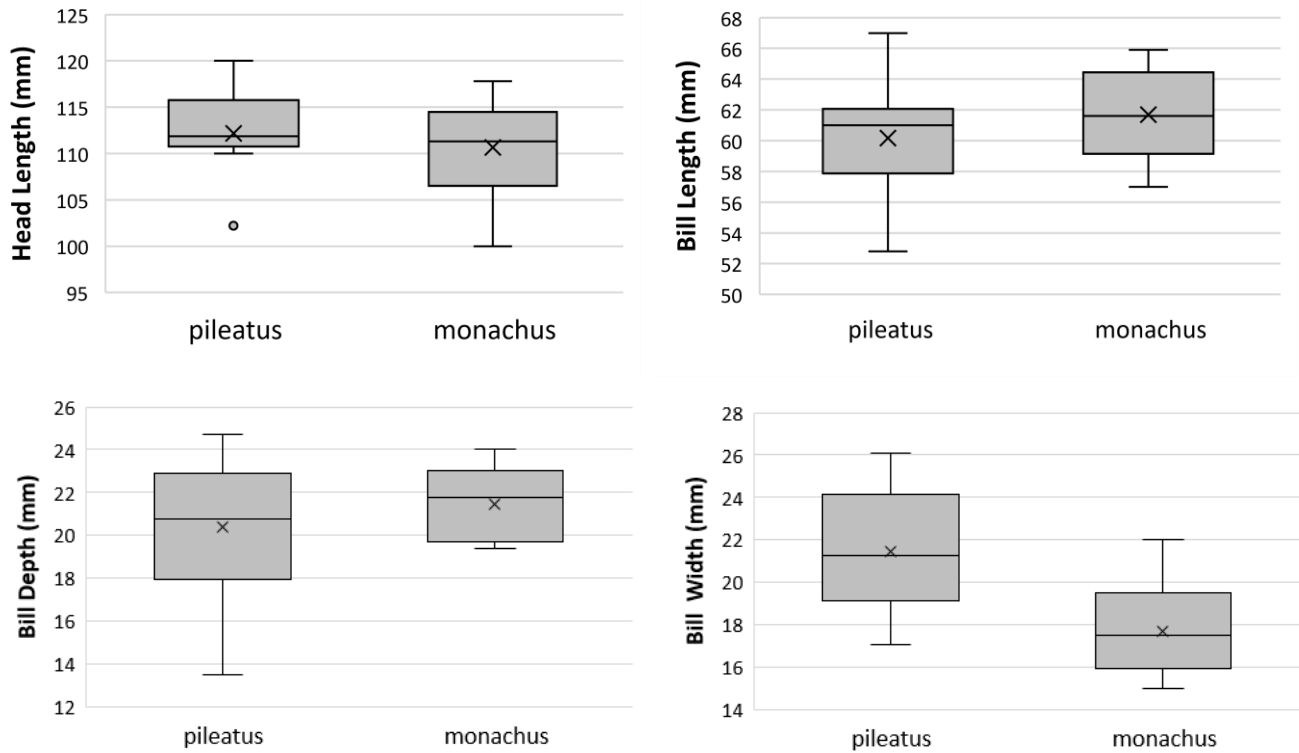 Head Length (mm)
125
120
115
110
105
100
95
pileatus
monachus
Bill Length (mm)
68
66
64
62
60
58
56
54
52
50
pileatus
monachus
Bill Depth (mm)
26
24
22
20
18
16
14
12
pileatus
monachus
Bill Width (mm)
28
26
24
22
20
18
16
14
pileatus
monachus